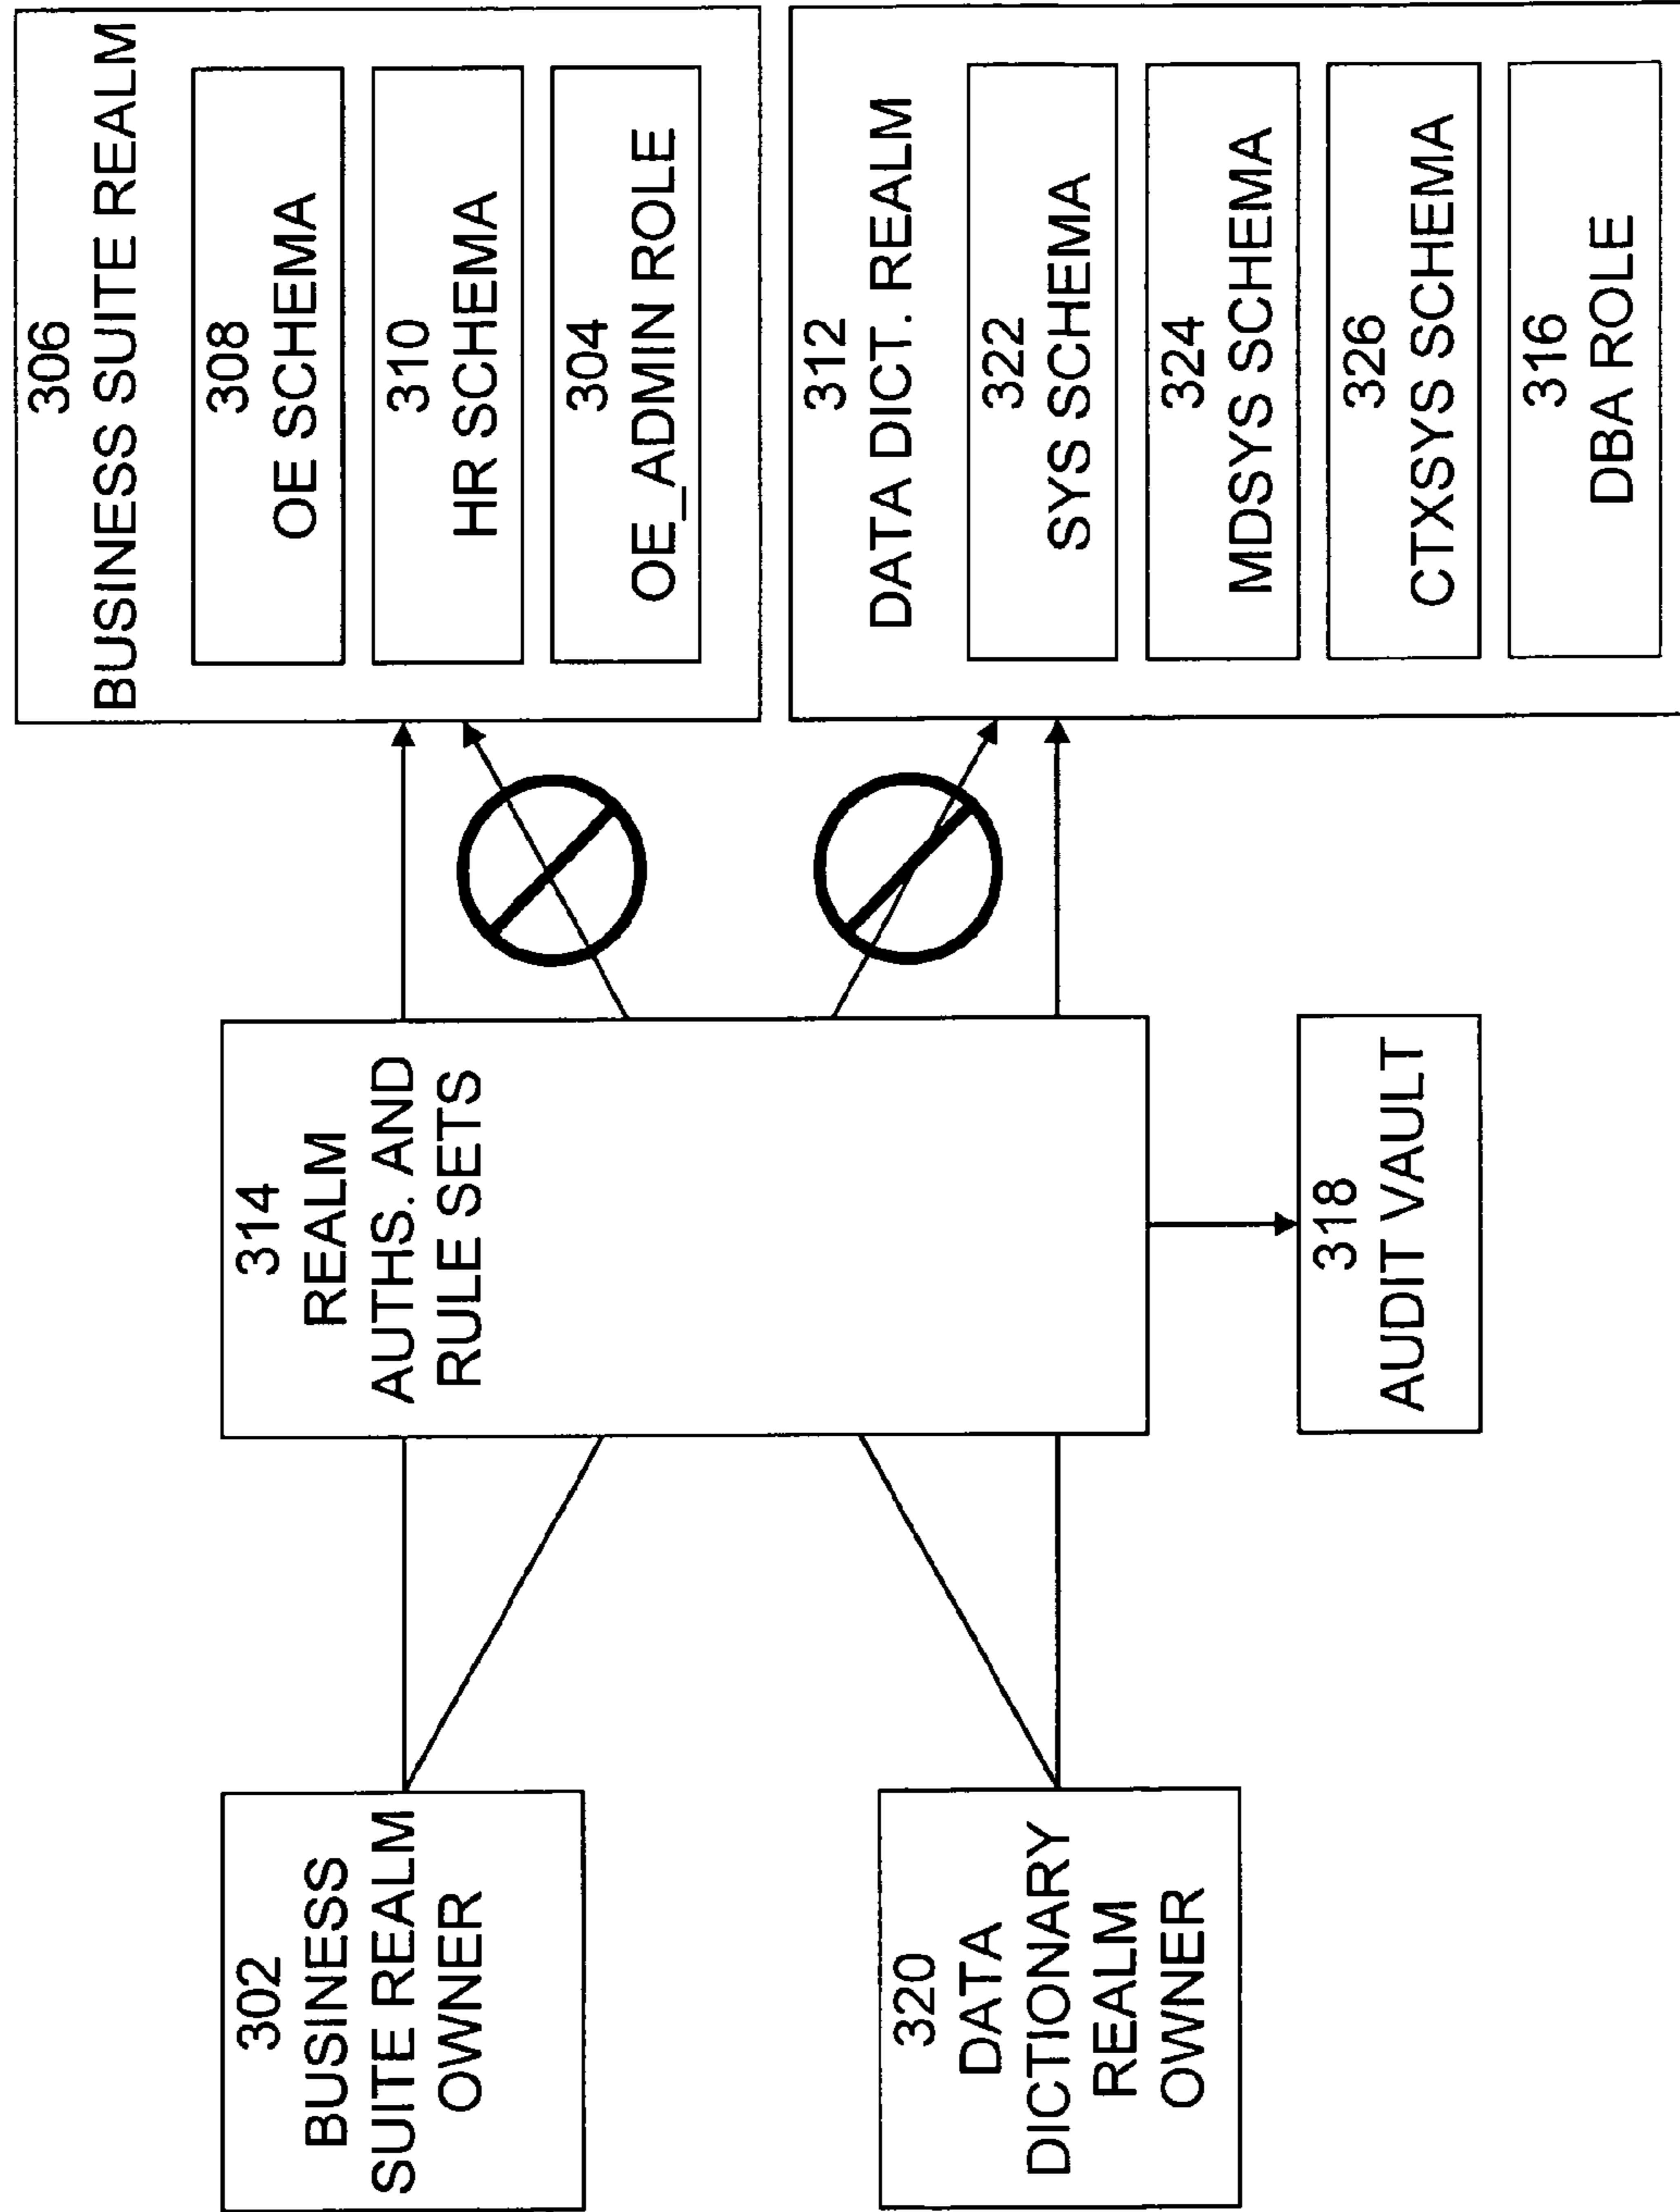 306
BUSINESS SUITE REALM
308
OE SCHEMA
310
HR SCHEMA
304
OE_ADMIN ROLE
312
DATA DICT. REALM
322
SYS SCHEMA
324
MDSYS SCHEMA
326
CTXSYS SCHEMA
316
DBA ROLE
314
REALM
AUTHS. AND
RULE SETS
318
AUDIT VAULT
302
BUSINESS
SUITE REALM
OWNER
320
DATA
DICTIONARY
REALM
OWNER